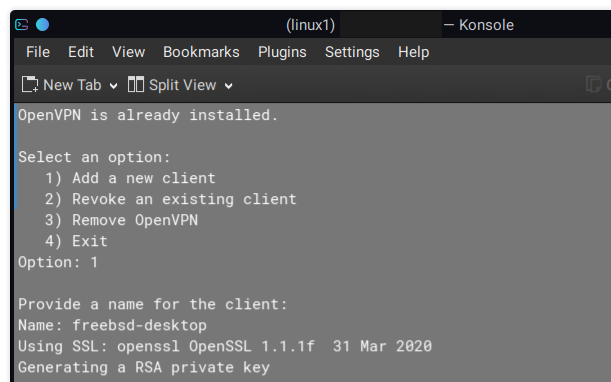 (linux1) — Konsole
File Edit View Bookmarks Plugins Settings Help
New Tab Split View
OpenVPN is already installed.
Select an option:
1) Add a new client
2) Revoke an existing client
3) Remove OpenVPN
4) Exit
Option: 1
Provide a name for the client:
Name: freebsd-desktop
Using SSL: openssl OpenSSL 1.1.1f 31 Mar 2020
Generating a RSA private key